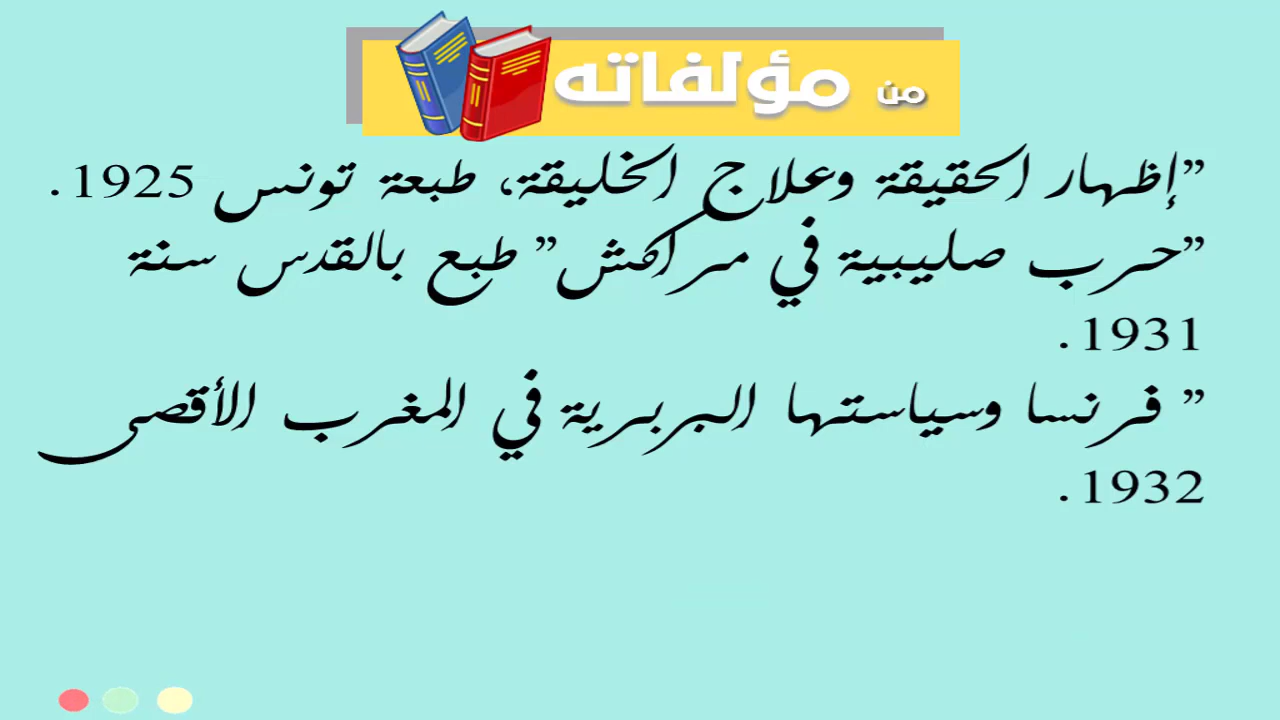 من مؤلفاته
”إظهار الحقيقة وعلاج الخليقة، طبعة تونس 1925.
”حرب صليبية في مراكش” طبع بالقدس سنة
1931.
” فرنسا وسياستها البربرية في المغرب الأقصى
1932.